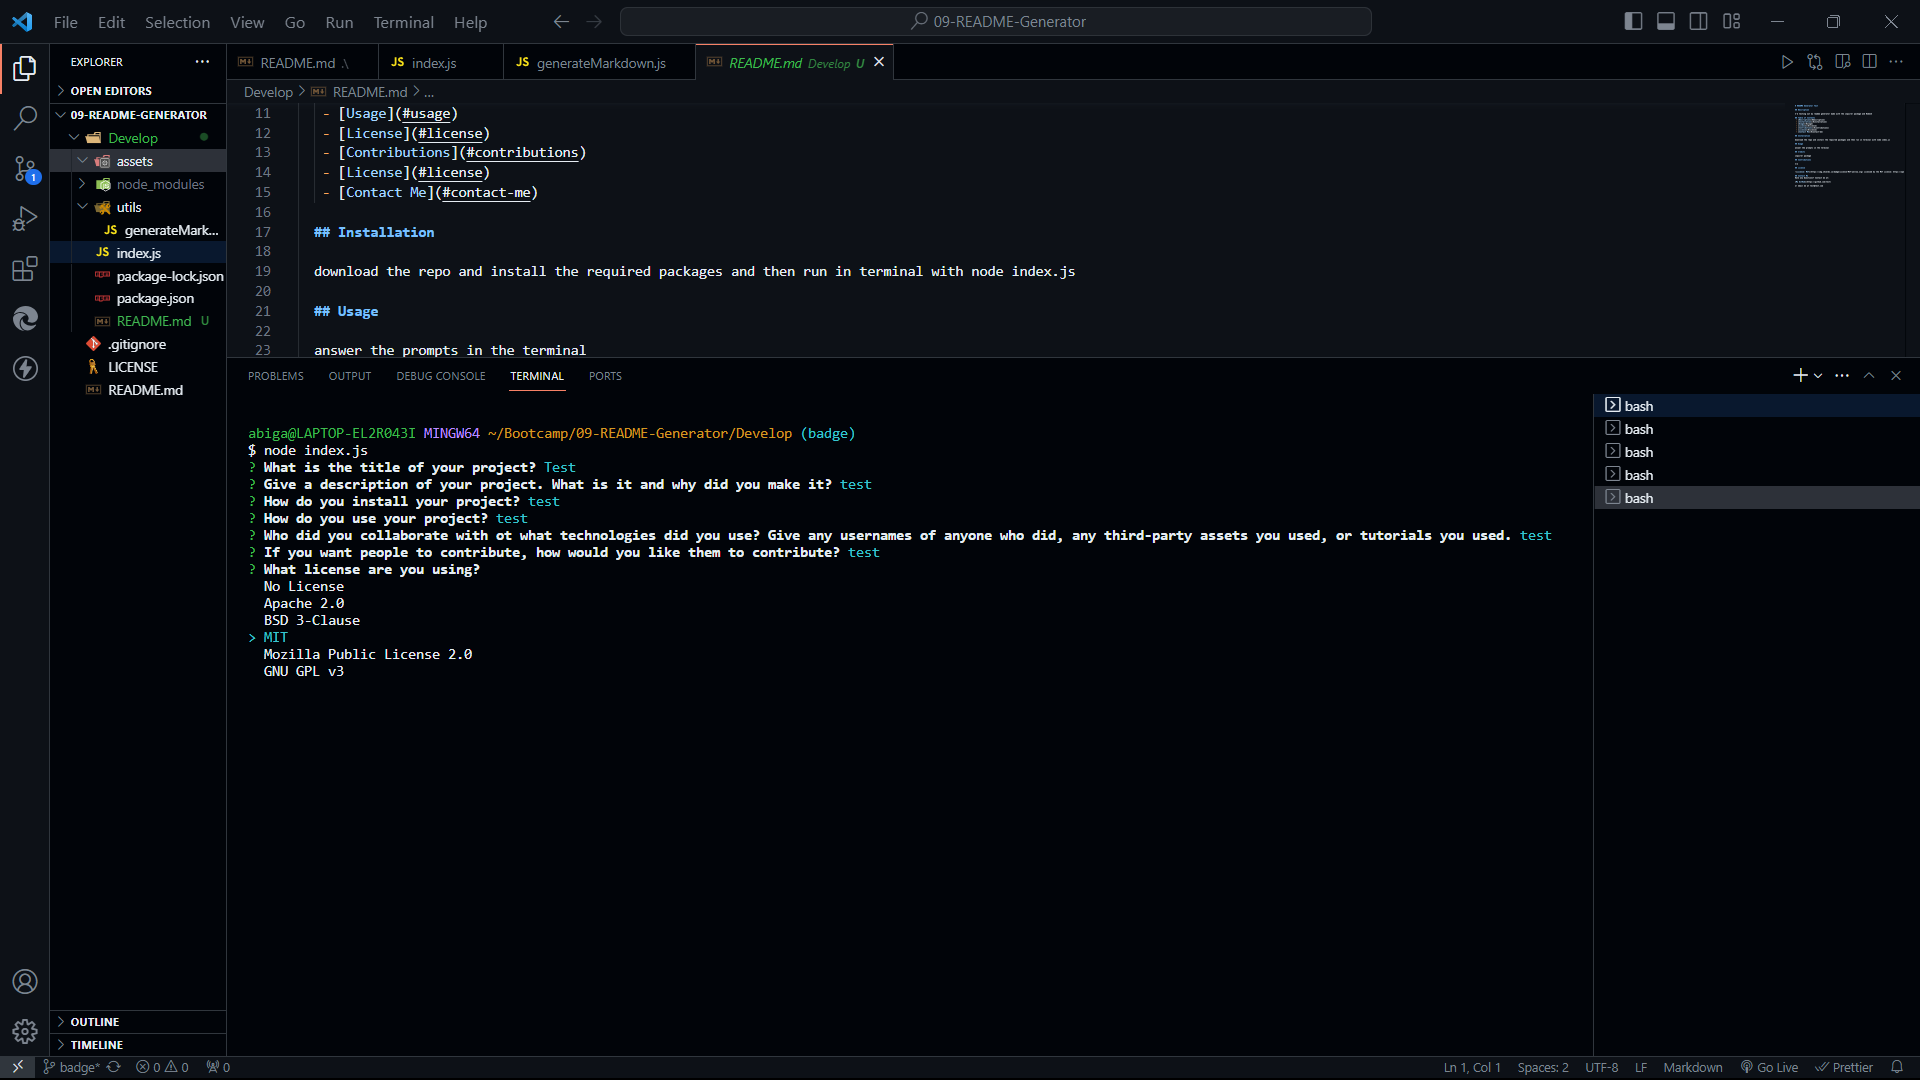 File Edit Selection View Go Run Terminal Help
09-README-Generator
EXPLORER
README.md .\
JS index.js
JS generateMarkdown.js
README.md Develop U
OPEN EDITORS
Develop > README.md > ...
09-README-GENERATOR
Develop
assets
node_modules
utils
JS generateMark...
JS index.js
package-lock.json
package.json
README.md U
.gitignore
LICENSE
README.md
1
11 - [Usage](#usage)
12 - [License](#license)
13 - [Contributions](#contributions)
14 - [License](#license)
15 - [Contact Me](#contact-me)
16
17 ## Installation
18
19 download the repo and install the required packages and then run in terminal with node index.js
20
21 ## Usage
22
23 answer the prompts in the terminal
PROBLEMS OUTPUT DEBUG CONSOLE TERMINAL PORTS
abiga@LAPTOP-EL2R043I MINGW64 ~/Bootcamp/09-README-Generator/Develop (badge)
$ node index.js
? What is the title of your project? Test
? Give a description of your project. What is it and why did you make it? test
? How do you install your project? test
? How do you use your project? test
? Who did you collaborate with ot what technologies did you use? Give any usernames of anyone who did, any third-party assets you used, or tutorials you used. test
? If you want people to contribute, how would you like them to contribute? test
? What license are you using?
No License
Apache 2.0
BSD 3-Clause
> MIT
Mozilla Public License 2.0
GNU GPL v3
bash
bash
bash
bash
bash
OUTLINE
TIMELINE
badge* 0 0 0
Ln 1, Col 1 Spaces: 2 UTF-8 LF Markdown Go Live Prettier